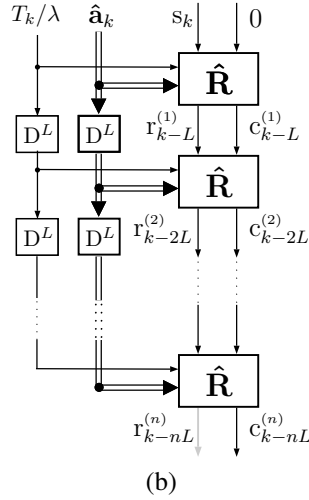 T_k/λ â_k s_k 0
R̂
r_{k-L}^{(1)} c_{k-L}^{(1)}
D^L D^L
R̂
r_{k-2L}^{(2)} c_{k-2L}^{(2)}
D^L D^L
R̂
r_{k-nL}^{(n)} c_{k-nL}^{(n)}
(b)